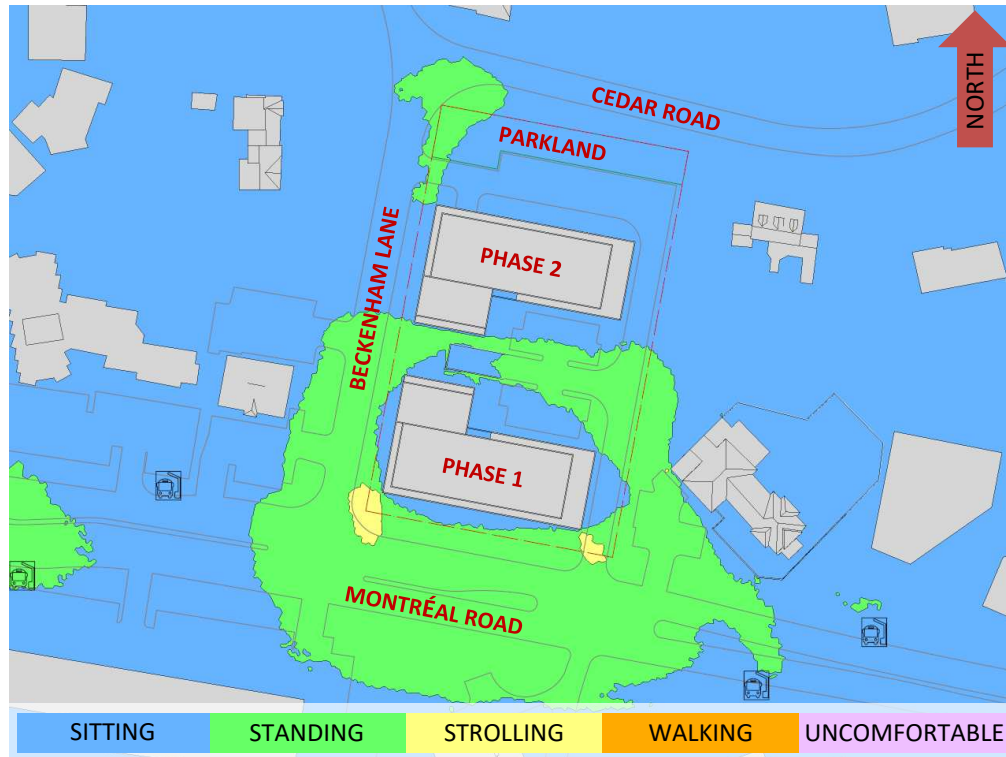 NORTH
CEDAR ROAD
PARKLAND
BECKENHAM LANE
PHASE 2
PHASE 1
MONTRÉAL ROAD
SITTING
STANDING
STROLLING
WALKING
UNCOMFORTABLE